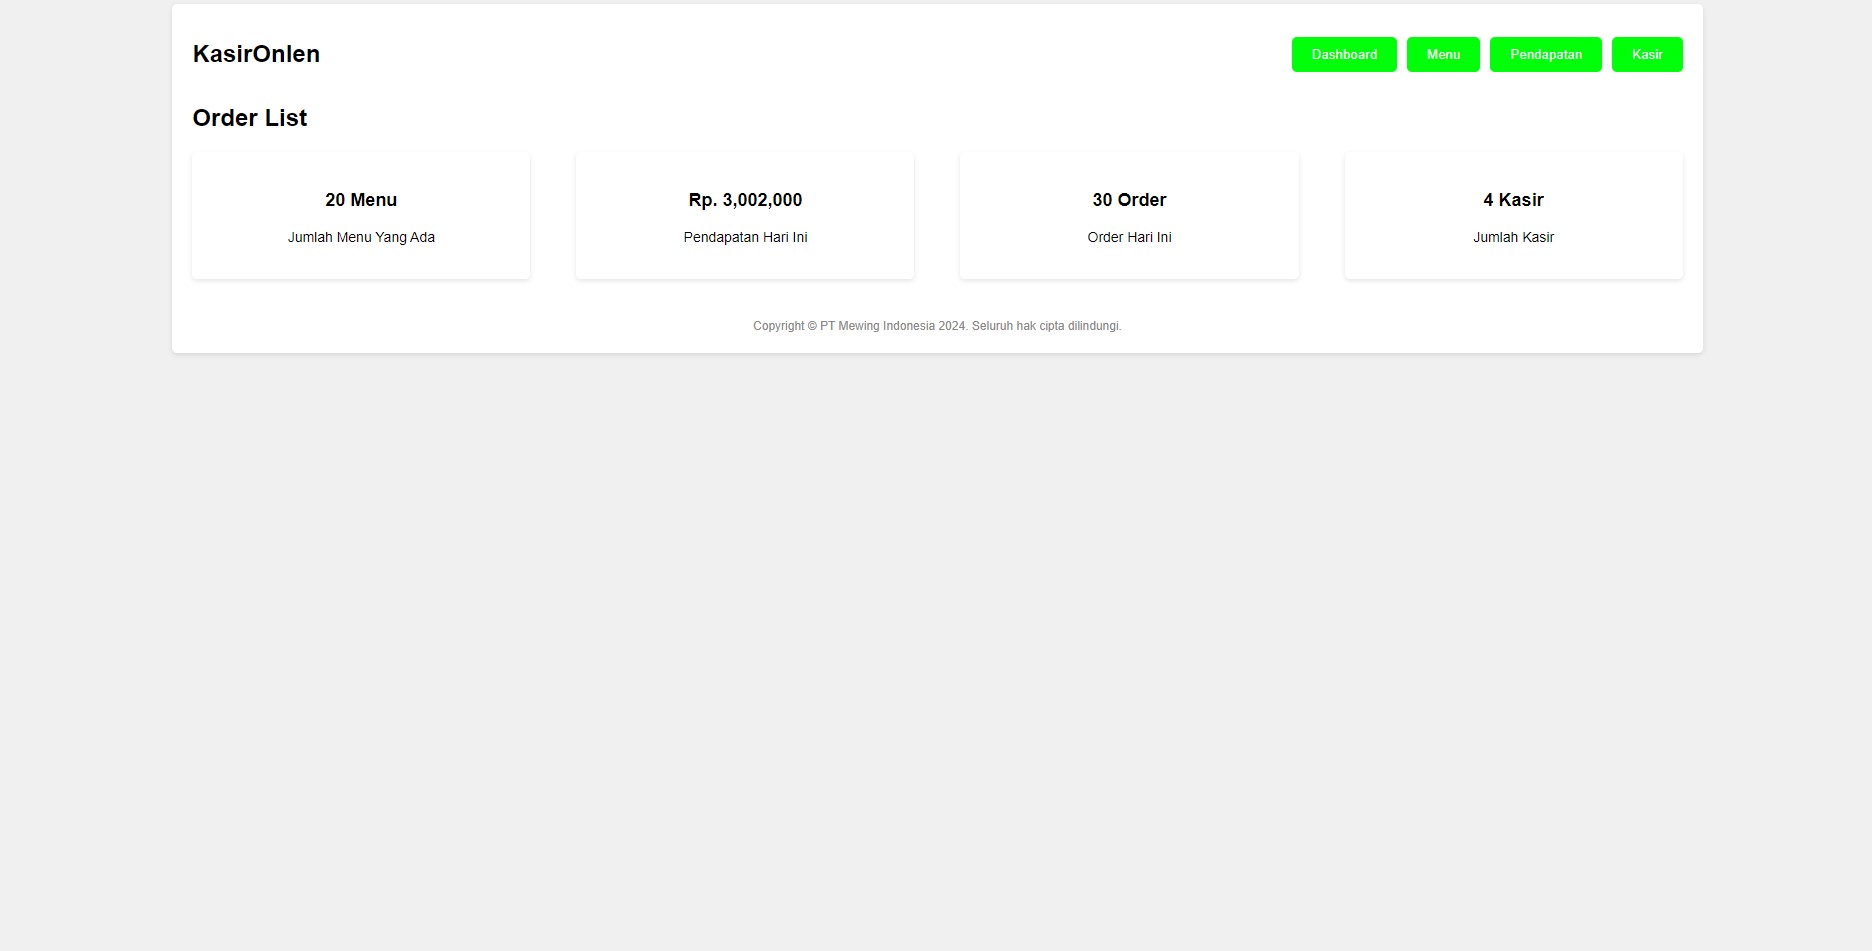 KasirOnlen
Dashboard
Menu
Pendapatan
Kasir
Order List
20 Menu
Jumlah Menu Yang Ada
Rp. 3,002,000
Pendapatan Hari Ini
30 Order
Order Hari Ini
4 Kasir
Jumlah Kasir
Copyright © PT Mewing Indonesia 2024. Seluruh hak cipta dilindungi.